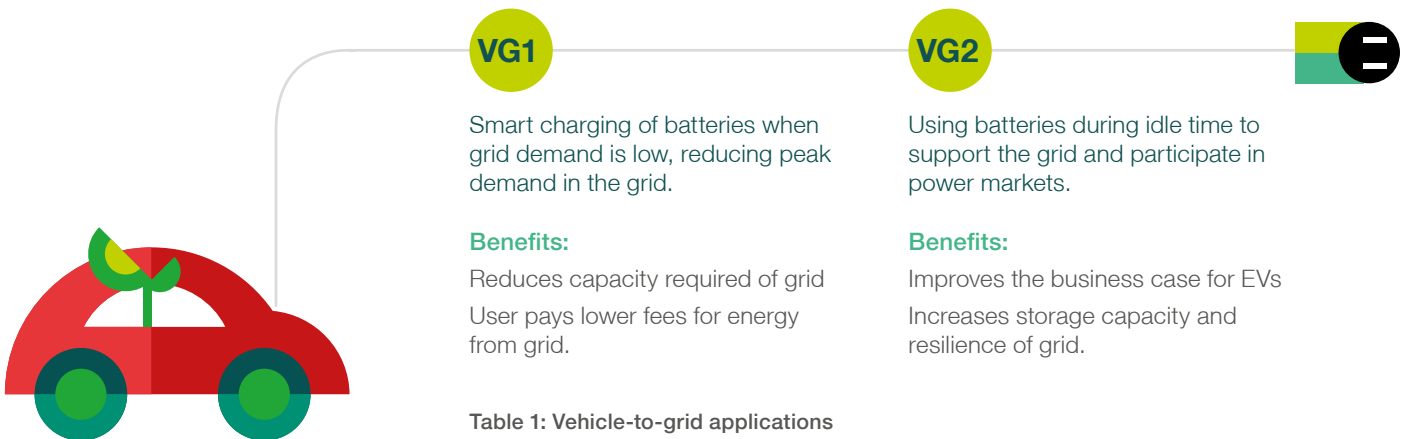 VG1
Smart charging of batteries when
grid demand is low, reducing peak
demand in the grid.
Benefits:
Reduces capacity required of grid
User pays lower fees for energy
from grid.
VG2
Using batteries during idle time to
support the grid and participate in
power markets.
Benefits:
Improves the business case for EVs
Increases storage capacity and
resilience of grid.
Table 1: Vehicle-to-grid applications